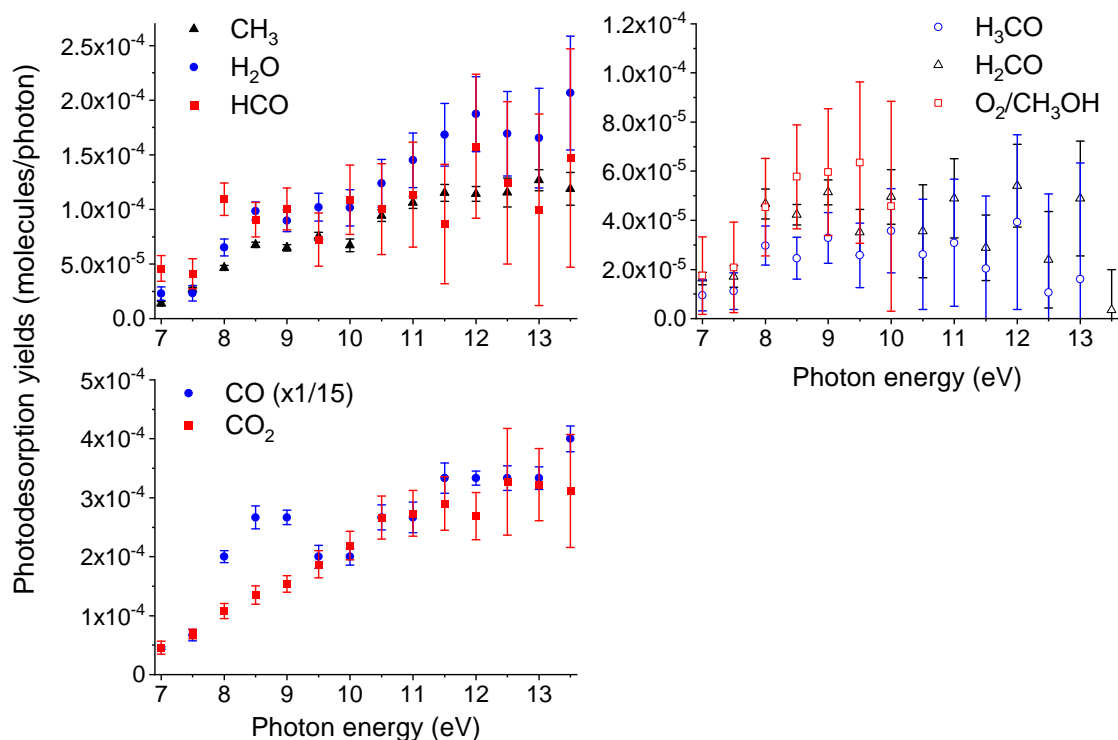 Photodesorption yields (molecules/photon)
CH₃
H₂O
HCO
2.5x10⁻⁴
2.0x10⁻⁴
1.5x10⁻⁴
1.0x10⁻⁴
5.0x10⁻⁵
0.0
7 8 9 10 11 12 13
H₃CO
H₂CO
O₂/CH₃OH
1.2x10⁻⁴
1.0x10⁻⁴
8.0x10⁻⁵
6.0x10⁻⁵
4.0x10⁻⁵
2.0x10⁻⁵
0.0
7 8 9 10 11 12 13
Photon energy (eV)
CO (x1/15)
CO₂
5x10⁻⁴
4x10⁻⁴
3x10⁻⁴
2x10⁻⁴
1x10⁻⁴
0
7 8 9 10 11 12 13
Photon energy (eV)